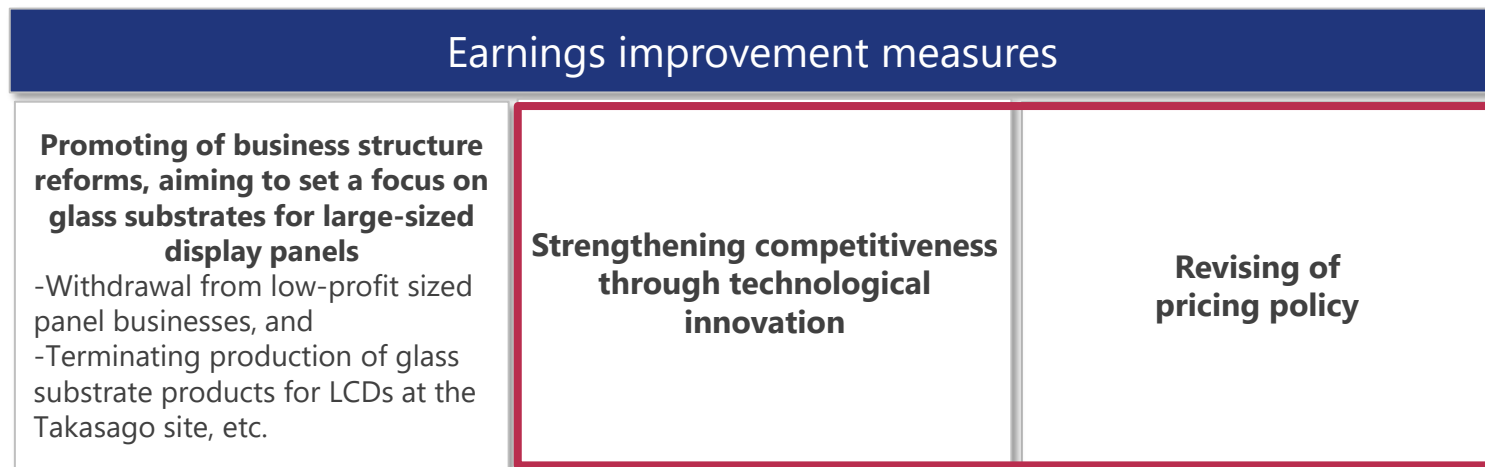 Earnings improvement measures
Promoting of business structure
reforms, aiming to set a focus on
glass substrates for large-sized
display panels
-Withdrawal from low-profit sized
panel businesses, and
-Terminating production of glass
substrate products for LCDs at the
Takasago site, etc.
Strengthening competitiveness
through technological
innovation
Revising of
pricing policy